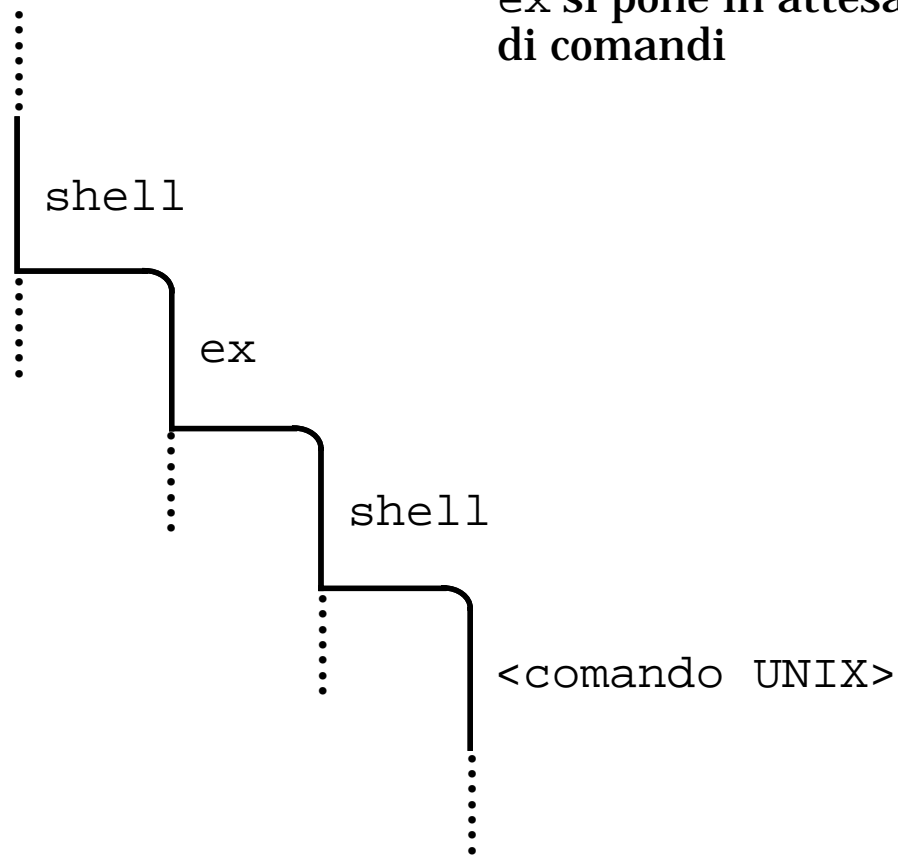 ex si pone in attesa
di comandi
shell
ex
shell
<comando UNIX>